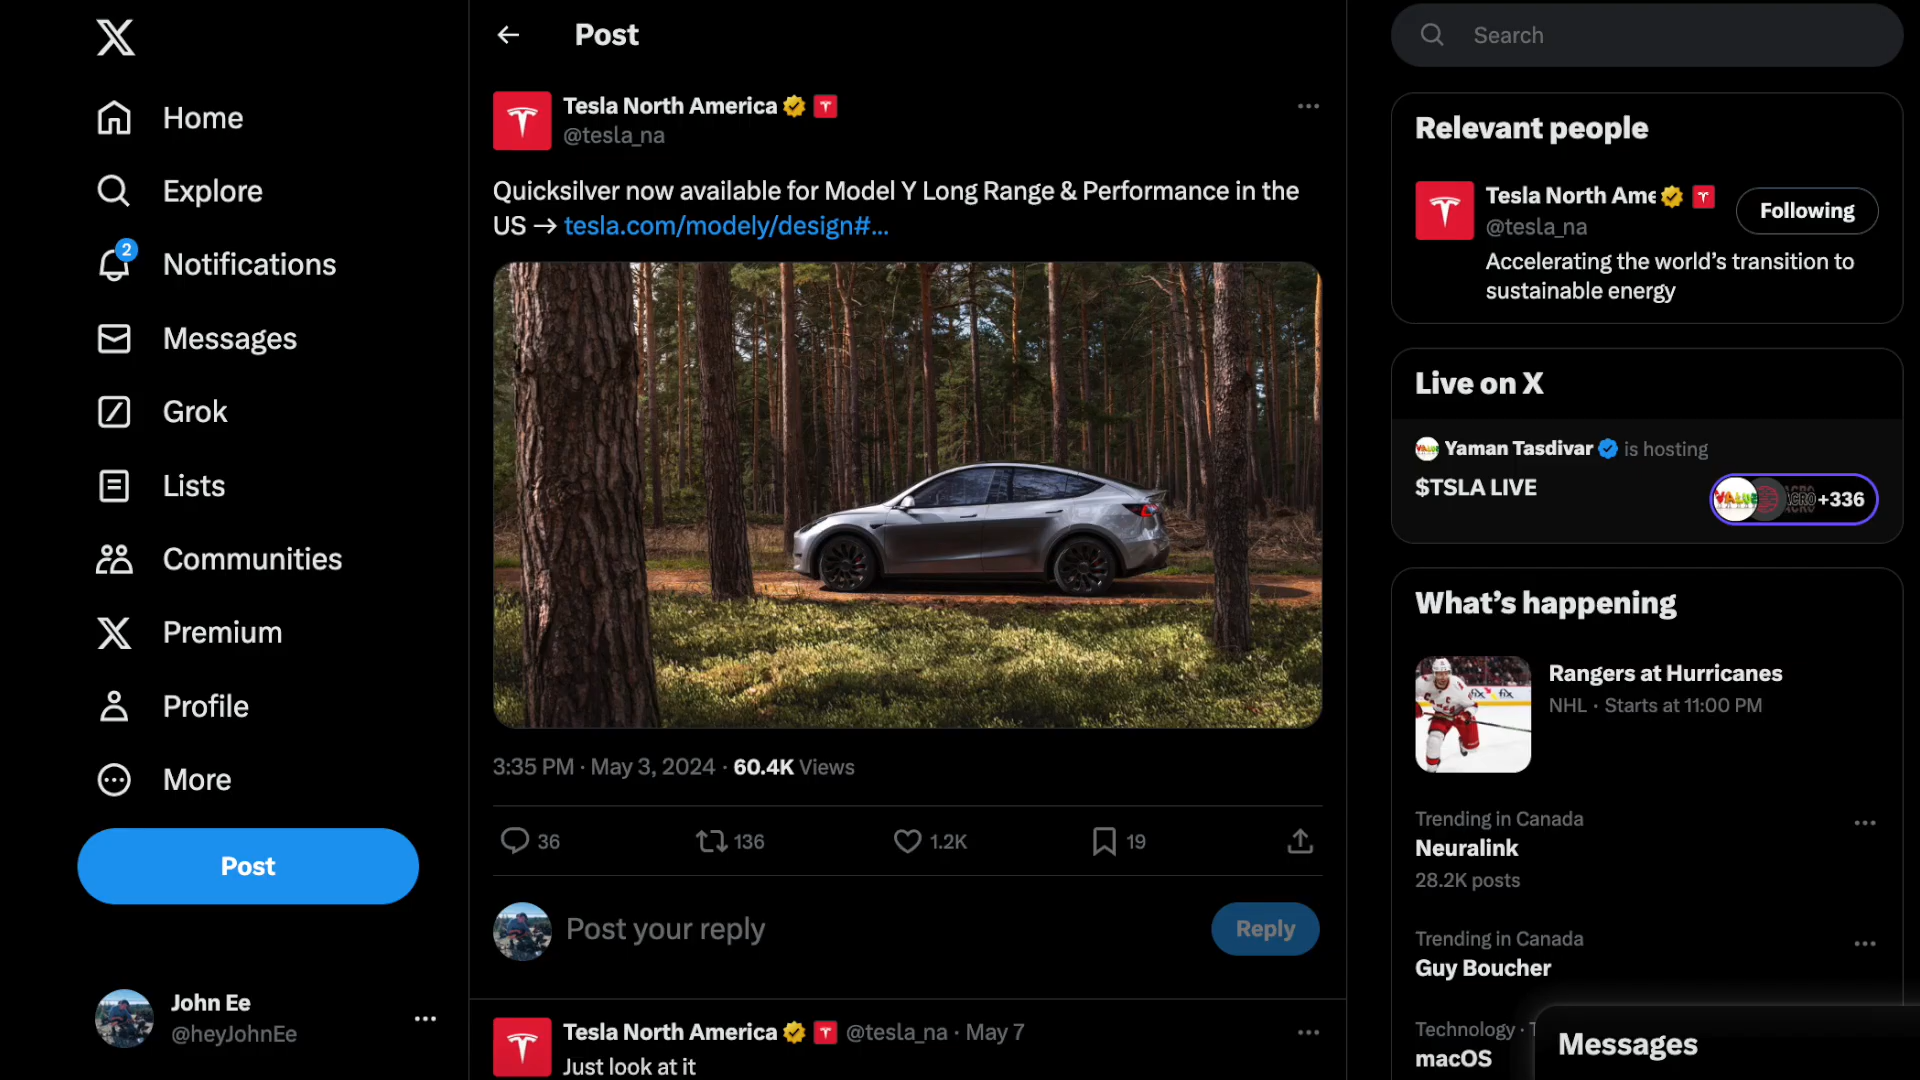 Home
Explore
2
Notifications
Messages
Grok
Lists
Communities
Premium
Profile
More
Post
John Ee
@heyJohnEe
Post
Tesla North America
@tesla_na
Quicksilver now available for Model Y Long Range & Performance in the
US → tesla.com/modely/design#...
3:35 PM · May 3, 2024 · 60.4K Views
36 136 1.2K 19
Post your reply
Reply
Tesla North America @tesla_na · May 7
Just look at it
Search
Relevant people
Tesla North Ame
Following
@tesla_na
Accelerating the world's transition to
sustainable energy
Live on X
Yaman Tasdivar is hosting
$TSLA LIVE
VALUE
+336
What's happening
Rangers at Hurricanes
NHL · Starts at 11:00 PM
Trending in Canada
Neuralink
28.2K posts
Trending in Canada
Guy Boucher
Technology ·
macOS
Messages